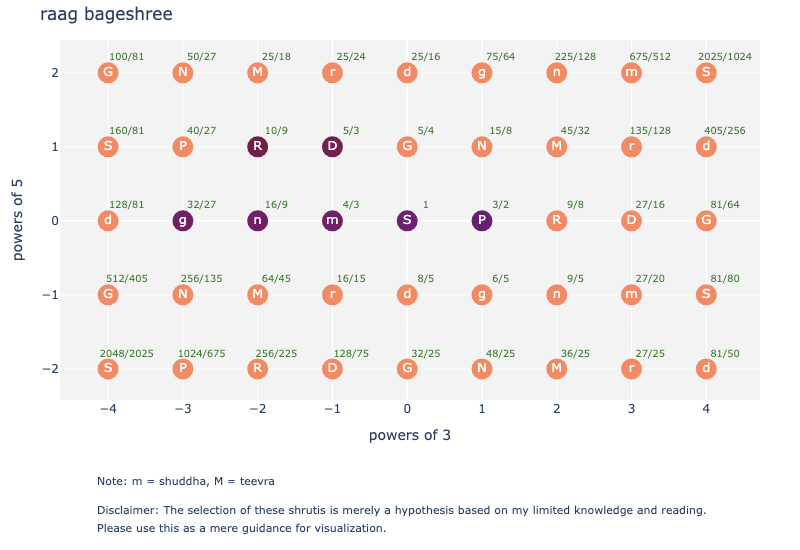 raag bageshree
100/81 50/27 25/18 25/24 25/16 75/64 225/128 675/512 2025/1024
2 G N M r d g n m S
160/81 40/27 10/9 5/3 5/4 15/8 45/32 135/128 405/256
1 S P R D G N M r d
128/81 32/27 16/9 4/3 1 3/2 9/8 27/16 81/64
0 d g n m S P R D G
512/405 256/135 64/45 16/15 8/5 6/5 9/5 27/20 81/80
−1 G N M r d g n m S
2048/2025 1024/675 256/225 128/75 32/25 48/25 36/25 27/25 81/50
−2 S P R D G N M r d
−4 −3 −2 −1 0 1 2 3 4
powers of 5
powers of 3
Note: m = shuddha, M = teevra
Disclaimer: The selection of these shrutis is merely a hypothesis based on my limited knowledge and reading.
Please use this as a mere guidance for visualization.